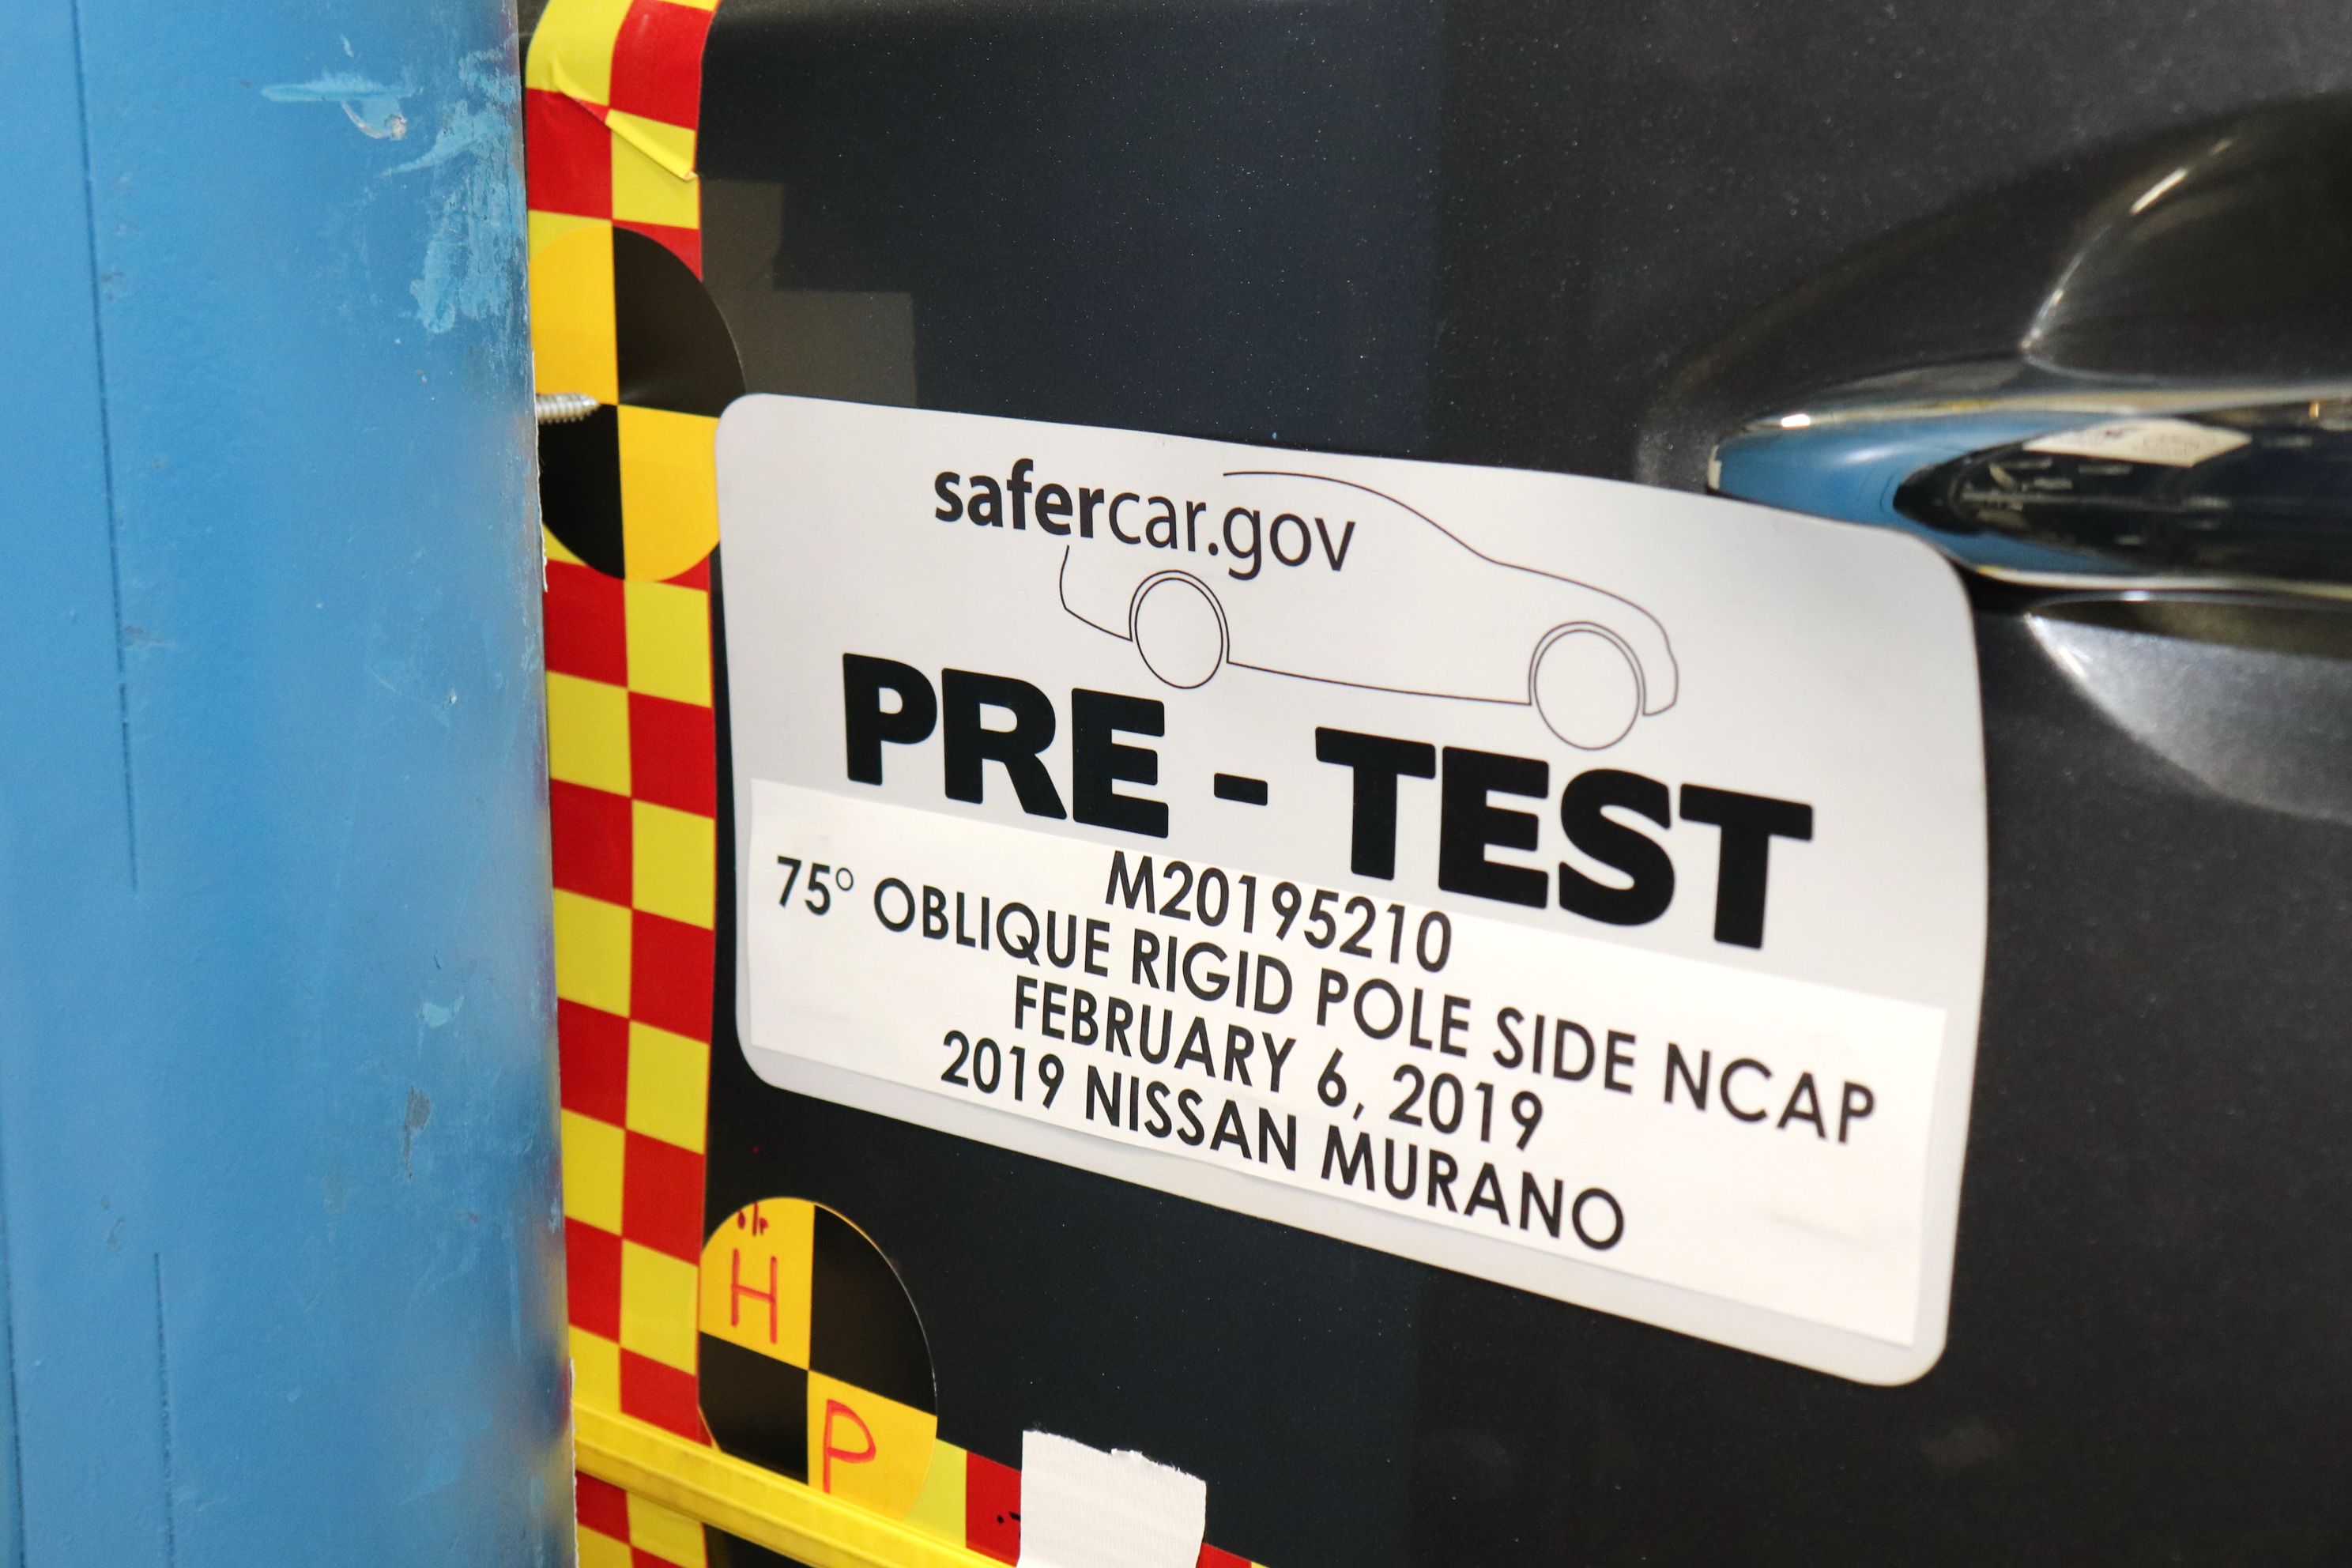 safercar.gov
PRE - TEST
M20195210
75° OBLIQUE RIGID POLE SIDE NCAP
FEBRUARY 6, 2019
2019 NISSAN MURANO
H
P